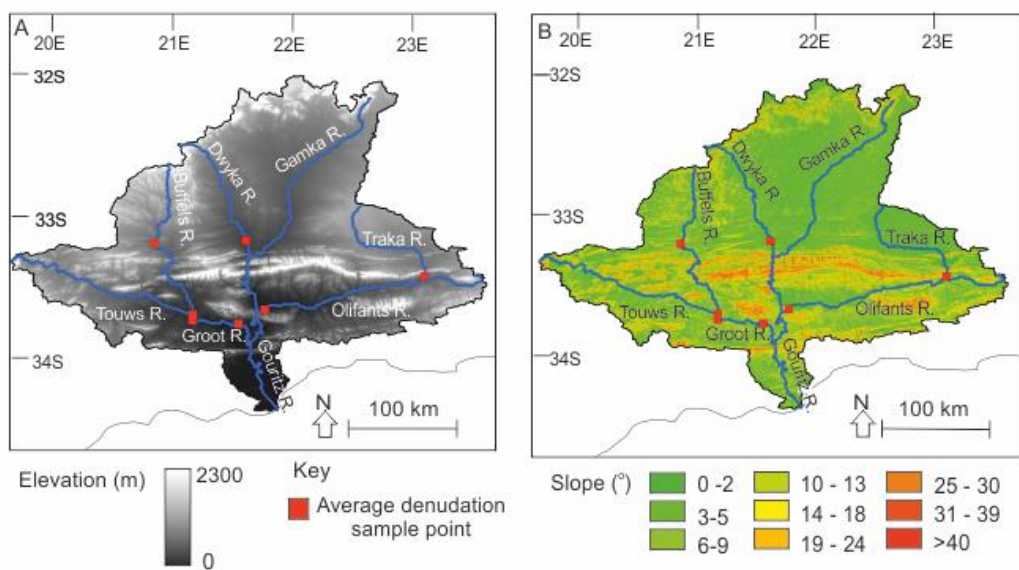 A
20E 21E 22E 23E
32S
33S
34S
Dwyka R.
Gamka R.
Buffels R.
Traka R.
Touws R.
Groot R.
Olifants R.
Gouritz R.
N
100 km
Elevation (m)
2300
0
Key
Average denudation
sample point
B
20E 21E 22E 23E
32S
33S
34S
Dwyka R.
Gamka R.
Buffels R.
Traka R.
Touws R.
Groot R.
Olifants R.
Gouritz R.
N
100 km
Slope (°)
0 -2
3-5
6-9
10 - 13
14 - 18
19 - 24
25 - 30
31 - 39
>40